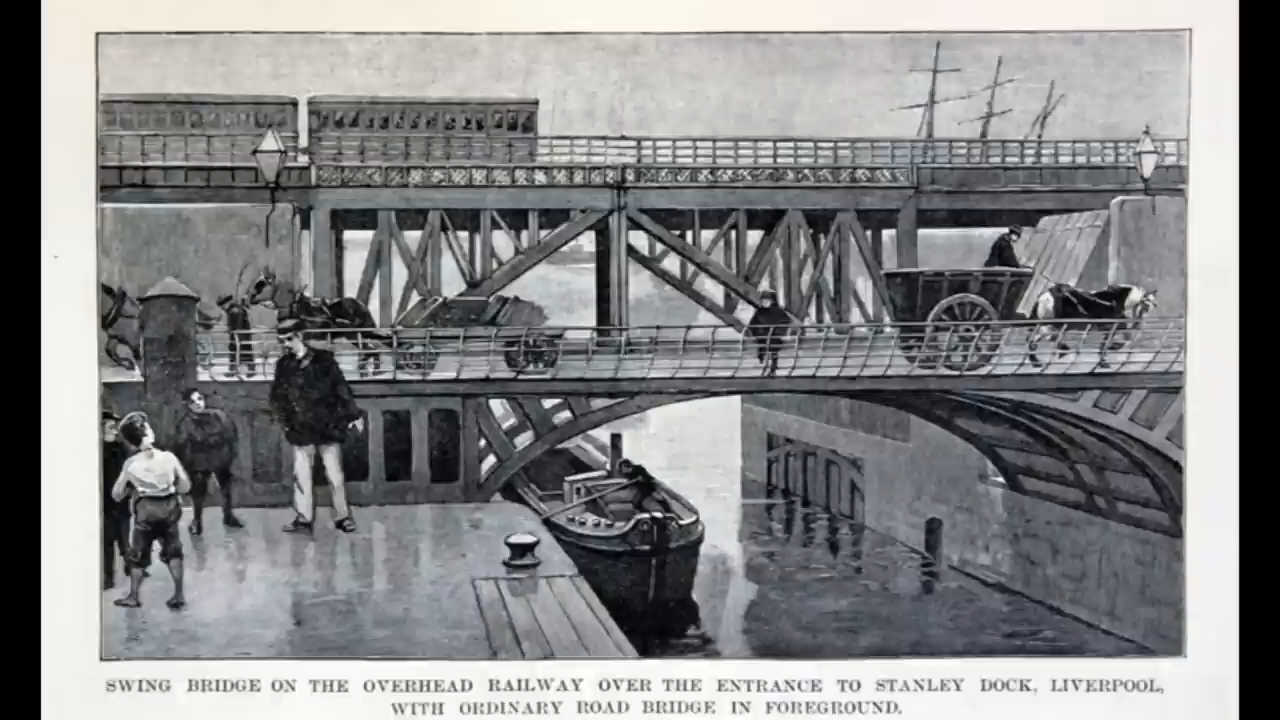 SWING BRIDGE ON THE OVERHEAD RAILWAY OVER THE ENTRANCE TO STANLEY DOCK, LIVERPOOL,
WITH ORDINARY ROAD BRIDGE IN FOREGROUND.